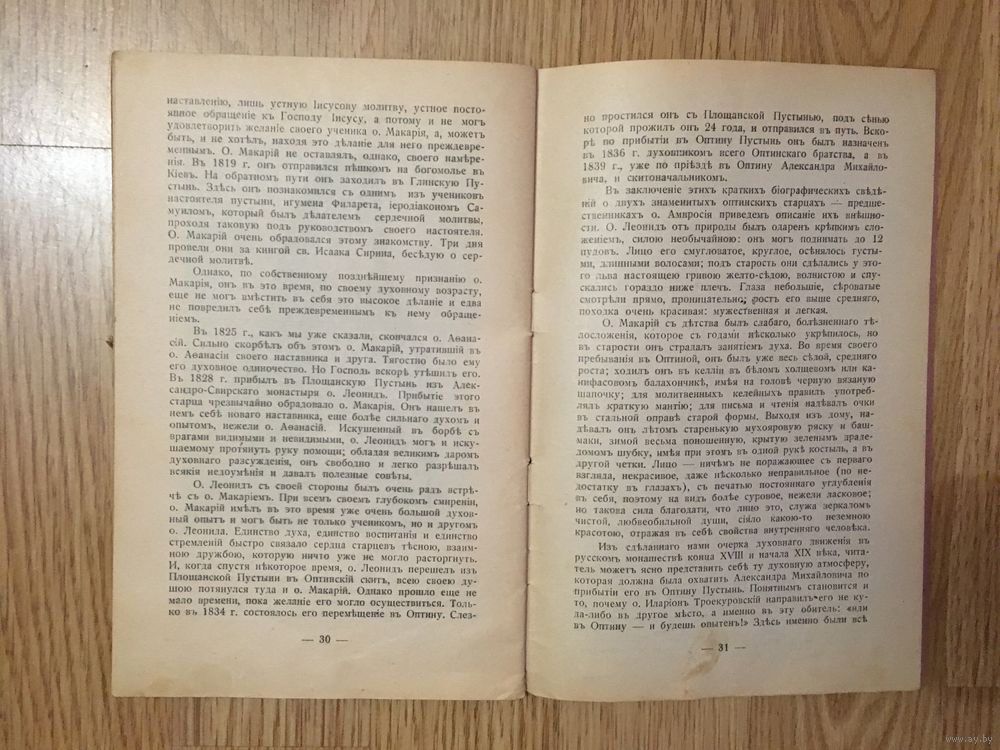 наставленію, лишь устную Іисусову молитву, устное посто-
янное обращеніе къ Господу Іисусу, а потому и не могъ
удовлетворить желаніе своего ученика о. Макарія, а, можетъ
быть, и не хотѣлъ, находя это дѣланіе для него преждевре-
меннымъ. О. Макарій не оставлялъ, однако, своего намѣре-
нія. Въ 1819 г. онъ отправился пѣшкомъ на богомолье въ
Кіевъ. На обратномъ пути онъ заходилъ въ Глинскую Пу-
стынь. Здѣсь онъ познакомился съ однимъ изъ учениковъ
настоятеля пустыни, игумена Филарета, іеродіакономъ Са-
муиломъ, который былъ дѣлателемъ сердечной молитвы,
проходя таковую подъ руководствомъ своего настоятеля.
О. Макарій очень обрадовался этому знакомству. Три дня
провели они за книгой св. Исаака Сирина, бесѣдую о сер-
дечной молитвѣ.
Однако, по собственному позднѣйшему признанію о.
Макарія, онъ въ это время, по своему духовному возрасту,
еще не могъ вмѣстить въ себя это высокое дѣланіе и едва
не повредилъ себѣ преждевременнымъ къ нему обраще-
ніемъ.
Въ 1825 г., какъ мы уже сказали, скончался о. Аѳана-
сій. Сильно скорбѣлъ объ этомъ о. Макарій, утратившій въ
о. Аѳанасіи своего наставника и друга. Тягостно было ему
его духовное одиночество. Но Господь вскорѣ утѣшилъ его.
Въ 1828 г. прибылъ въ Площанскую Пустынь изъ Алек-
сандро-Свирскаго монастыря о. Леонидъ. Прибытіе этого
старца чрезвычайно обрадовало о. Макарія. Онъ нашелъ въ
немъ себѣ новаго наставника, еще болѣе сильнаго духомъ и
опытомъ, нежели о. Аѳанасій. Искушенный въ борьбѣ съ
врагами видимыми и невидимыми, о. Леонидъ могъ и иску-
шаемому протянуть руку помощи; обладая великимъ даромъ
духовнаго разсужденія, онъ свободно и легко разрѣшалъ
всякія недоумѣнія и давалъ полезные совѣты.
О. Леонидъ съ своей стороны былъ очень радъ встрѣ-
чѣ съ о. Макаріемъ. При всемъ своемъ глубокомъ смиреніи,
о. Макарій имѣлъ въ это время уже очень большой духов-
ный опытъ и могъ быть не только ученикомъ, но и другомъ
о. Леонида. Единство духа, единство воспитанія и единство
стремленій быстро связало сердца старцевъ тѣсною, взаим-
ною дружбою, которую ничто уже не могло расторгнуть.
И, когда спустя нѣкоторое время, о. Леонидъ перешелъ изъ
Площанской Пустыни въ Оптинскій скитъ, всею своею ду-
шою потянулся туда и о. Макарій. Однако прошло еще не
мало времени, пока желаніе его могло осуществиться. Толь-
ко въ 1834 г. состоялось его перемѣщеніе въ Оптину. Слез-
— 30 —
но простился онъ съ Площанской Пустынью, подъ сѣнью
которой прожилъ онъ 24 года, и отправился въ путь. Вско-
рѣ по прибытіи въ Оптину Пустынь онъ былъ назначенъ
въ 1836 г. духовникомъ всего Оптинскаго братства, а въ
1839 г., уже по пріѣздѣ въ Оптину Александра Михайло-
вича, и скитоначальникомъ.
Въ заключеніе этихъ краткихъ біографическихъ свѣдѣ-
ній о двухъ знаменитыхъ оптинскихъ старцахъ — предше-
ственникахъ о. Амвросія приведемъ описаніе ихъ внѣшно-
сти. О. Леонидъ отъ природы былъ одаренъ крѣпкимъ сло-
женіемъ, силою необычайною: онъ могъ поднимать до 12
пудовъ. Лицо его смугловатое, круглое, осѣнялось густы-
ми, длинными волосами; подъ старость они сдѣлались у это-
го льва настоящею гривою желто-сѣдою, волнистою и спу-
скались гораздо ниже плечъ. Глаза небольшіе, сѣроватые
смотрѣли прямо, проницательно; ростъ его выше средняго,
походка очень красивая: мужественная и легкая.
О. Макарій съ дѣтства былъ слабаго, болѣзненнаго тѣ-
лосложенія, которое съ годами нѣсколько укрѣпилось, но
въ старости онъ страдалъ занятіемъ духа. Во время своего
пребыванія въ Оптиной, онъ былъ уже весь сѣдой, средняго
роста; ходилъ онъ въ келліи въ бѣломъ холщевомъ или ка-
нифасовомъ балахончикѣ, имѣя на головѣ черную вязаную
шапочку; для молитвенныхъ келейныхъ правилъ употреб-
лялъ краткую мантію; для письма и чтенія надѣвалъ очки
въ стальной оправѣ старой формы. Выходя изъ дому, на-
дѣвалъ онъ лѣтомъ старенькую мухояровую ряску и баш-
маки, зимой весьма поношенную, крытую зеленымъ драде-
домомъ шубку, имѣя при этомъ въ одной рукѣ костыль, а въ
другой четки. Лицо — ничѣмъ не поражающее съ перваго
взгляда, некрасивое, даже нѣсколько неправильное (по не-
достатку въ глазахъ), съ печатью постояннаго углубленія
въ себя, поэтому на видъ болѣе суровое, нежели ласковое;
но такова сила благодати, что лицо это, служа зеркаломъ
чистой, любвеобильной души, сіяло какою-то неземною
красотою, отражая въ себѣ свойства внутренняго человѣка.
Изъ сдѣланнаго нами очерка духовнаго движенія въ
русскомъ монашествѣ конца XVIII и начала XIX вѣка, чита-
тель можетъ ясно представить себѣ ту духовную атмосферу,
которая должна была охватить Александра Михайловича по
прибытіи его въ Оптину Пустынь. Понятнымъ становится и
то, почему о. Иларіонъ Троекуровскій направилъ его не ку-
да-либо въ другое мѣсто, а именно въ эту обитель: «иди
въ Оптину — и будешь опытенъ!» Здѣсь именно были всѣ
— 31 —
www.ay.by